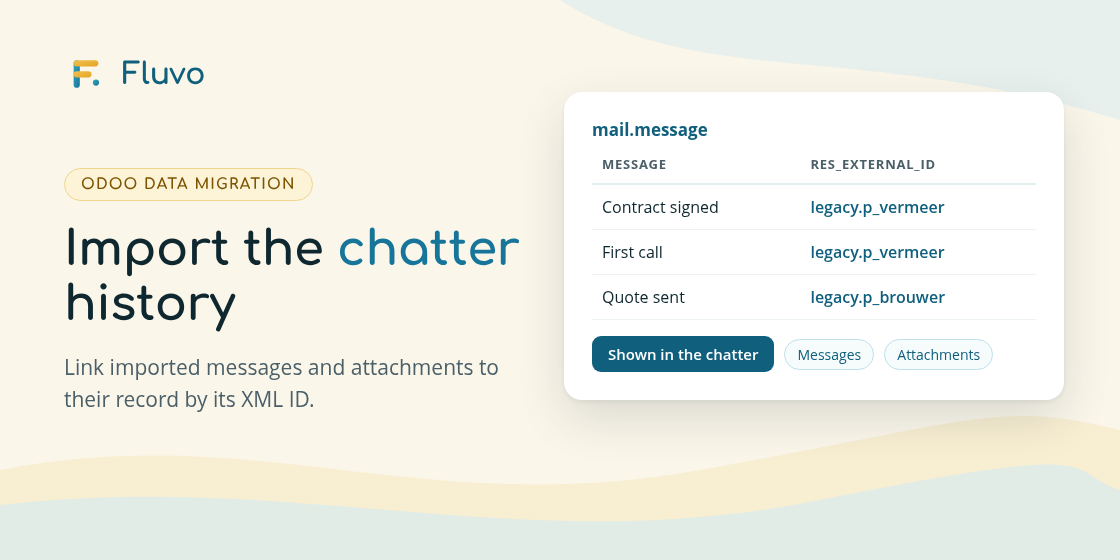 Fluvo
ODOO DATA MIGRATION
Import the chatter
history
Link imported messages and attachments to
their record by its XML ID.
mail.message
MESSAGE RES_EXTERNAL_ID
Contract signed legacy.p_vermeer
First call legacy.p_vermeer
Quote sent legacy.p_brouwer
Shown in the chatter Messages Attachments